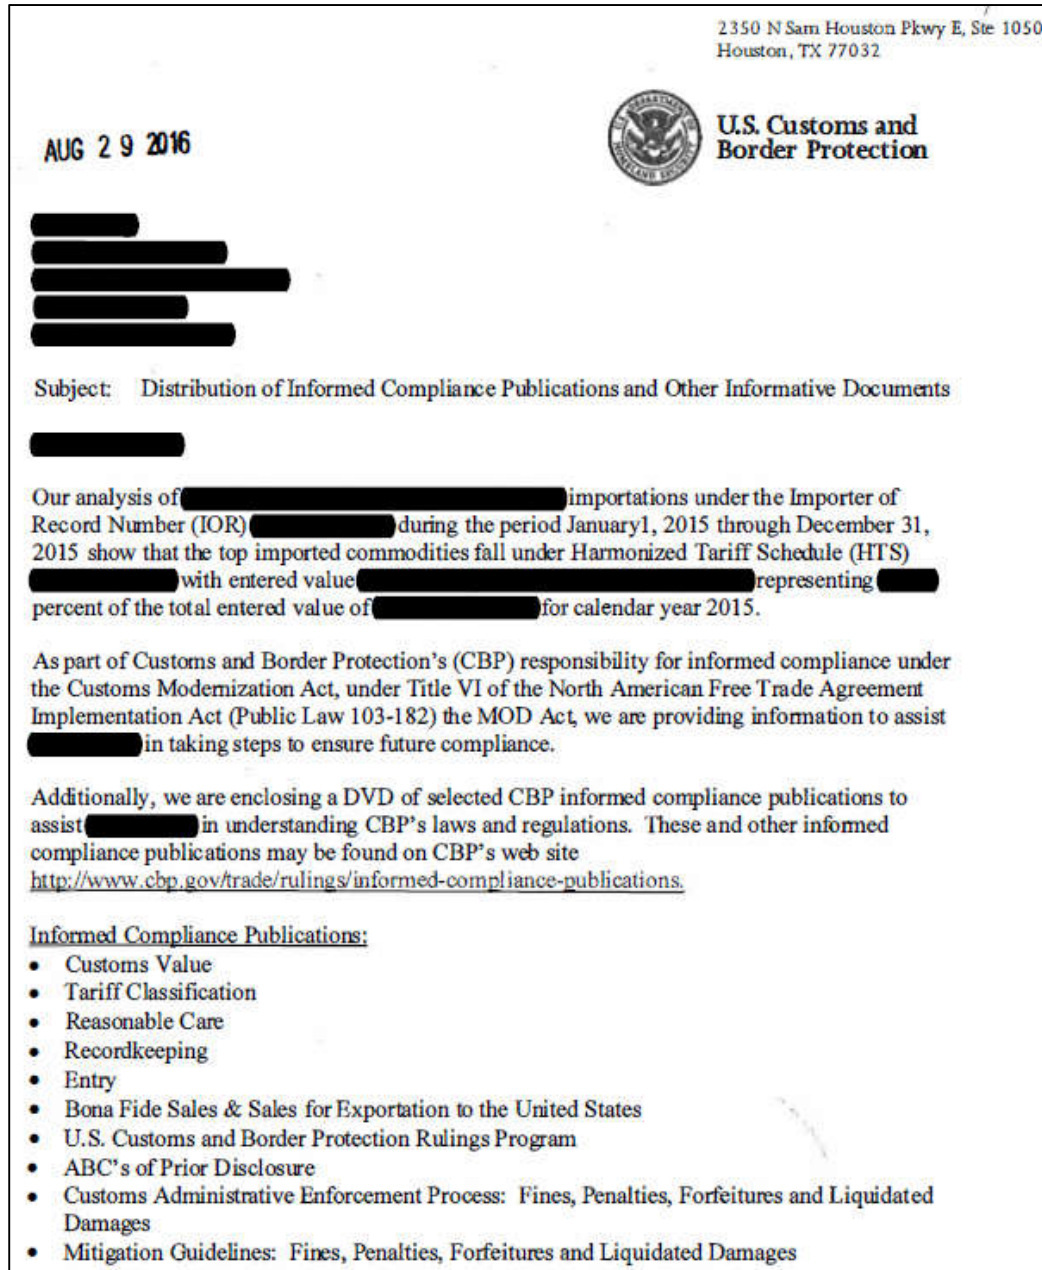 2350 N Sam Houston Pkwy E, Ste 1050
Houston, TX 77032
AUG 29 2016
U.S. DEPARTMENT OF
HOMELAND SECURITY
U.S. Customs and
Border Protection
Subject: Distribution of Informed Compliance Publications and Other Informative Documents
Our analysis of importations under the Importer of
Record Number (IOR) during the period January1, 2015 through December 31,
2015 show that the top imported commodities fall under Harmonized Tariff Schedule (HTS)
with entered value representing
percent of the total entered value of for calendar year 2015.
As part of Customs and Border Protection's (CBP) responsibility for informed compliance under
the Customs Modernization Act, under Title VI of the North American Free Trade Agreement
Implementation Act (Public Law 103-182) the MOD Act, we are providing information to assist
in taking steps to ensure future compliance.
Additionally, we are enclosing a DVD of selected CBP informed compliance publications to
assist in understanding CBP's laws and regulations. These and other informed
compliance publications may be found on CBP's web site
http://www.cbp.gov/trade/rulings/informed-compliance-publications.
Informed Compliance Publications:
• Customs Value
• Tariff Classification
• Reasonable Care
• Recordkeeping
• Entry
• Bona Fide Sales & Sales for Exportation to the United States
• U.S. Customs and Border Protection Rulings Program
• ABC's of Prior Disclosure
• Customs Administrative Enforcement Process: Fines, Penalties, Forfeitures and Liquidated
Damages
• Mitigation Guidelines: Fines, Penalties, Forfeitures and Liquidated Damages